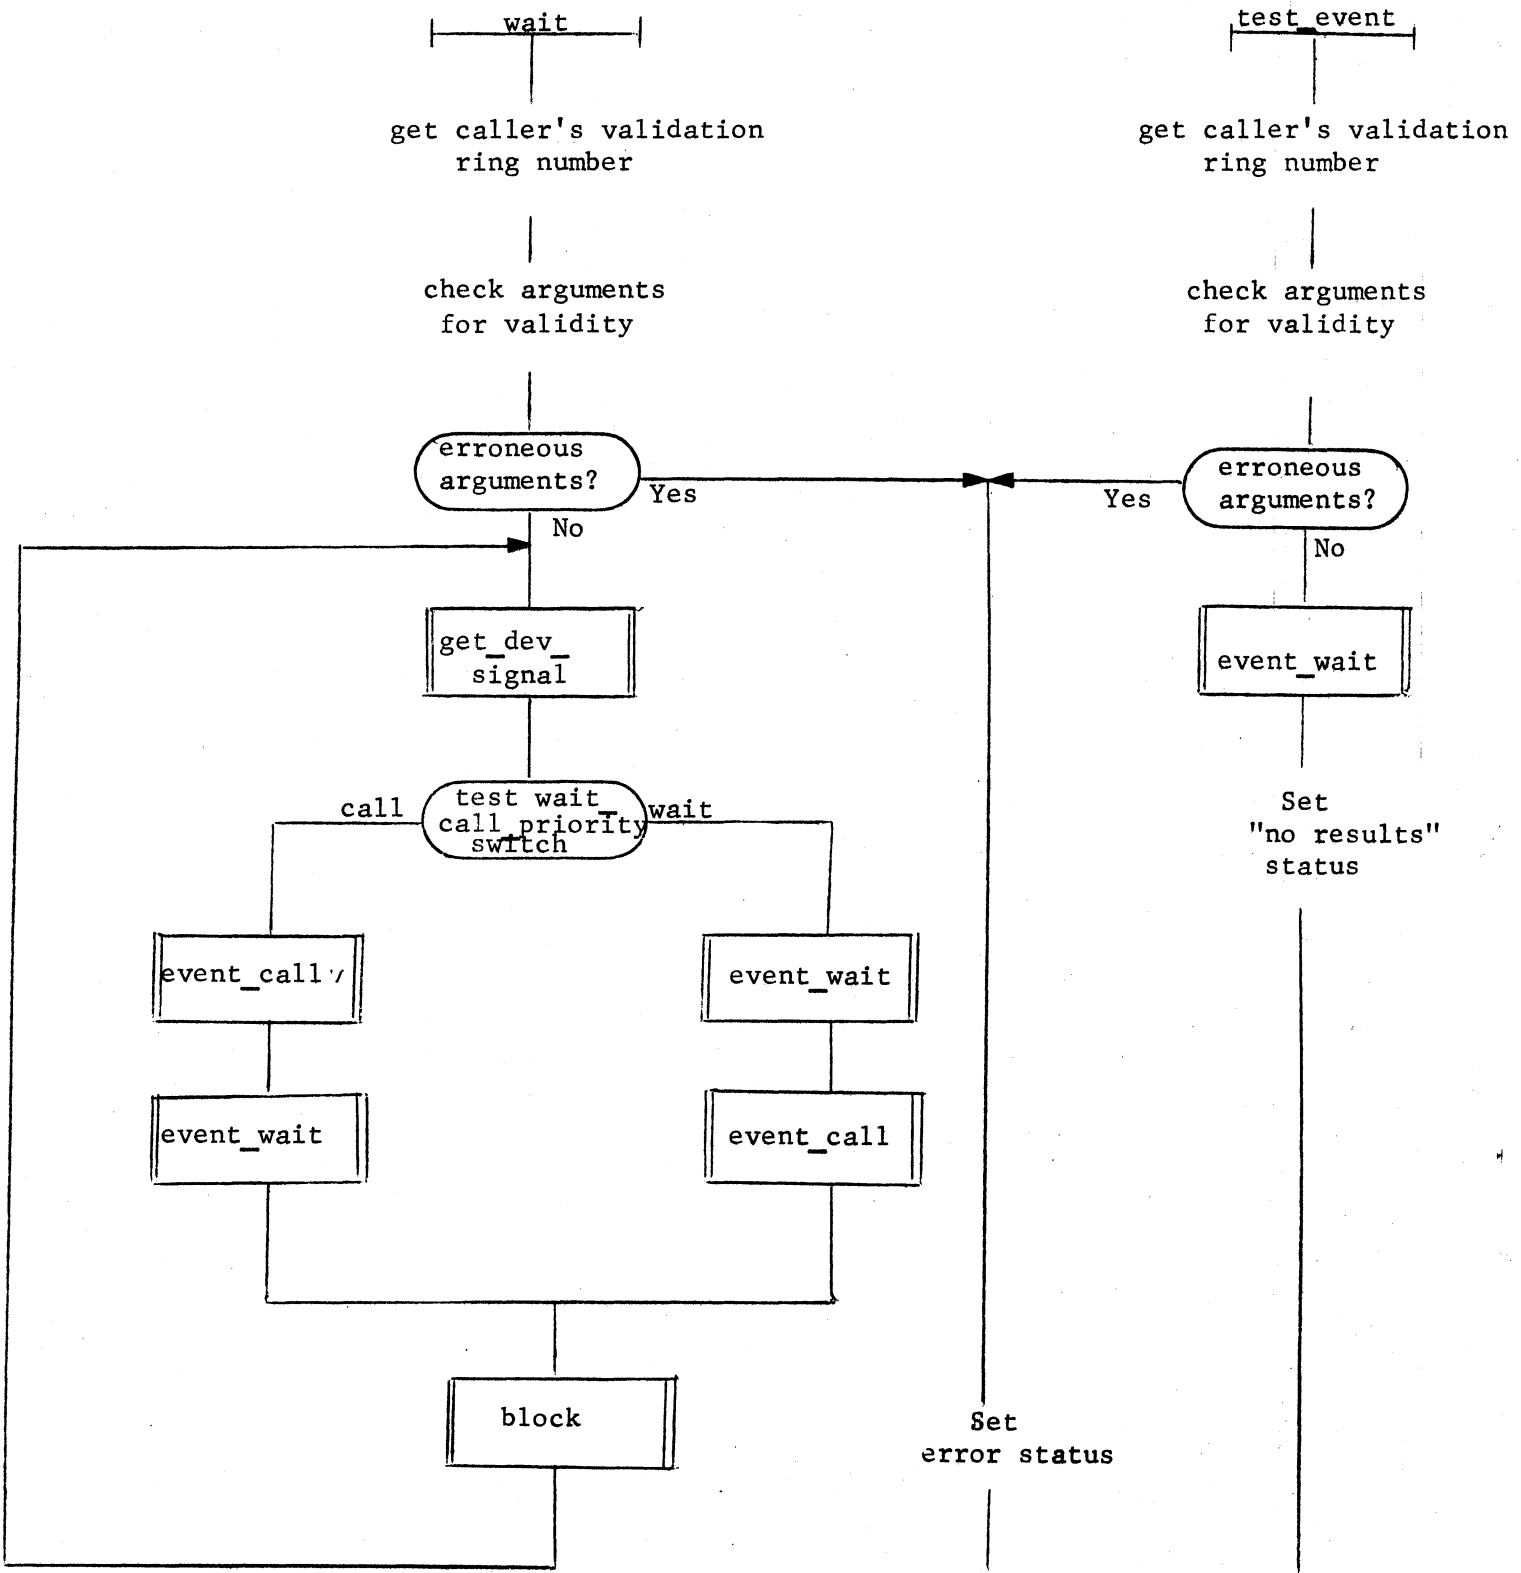 wait
get caller's validation
ring number
check arguments
for validity
erroneous
arguments?
Yes
No
get_dev_
signal
test wait_
call_priority
switch
call
wait
event_call
event_wait
event_wait
event_call
block
test_event
get caller's validation
ring number
check arguments
for validity
erroneous
arguments?
Yes
No
event_wait
Set
"no results"
status
Set
error status